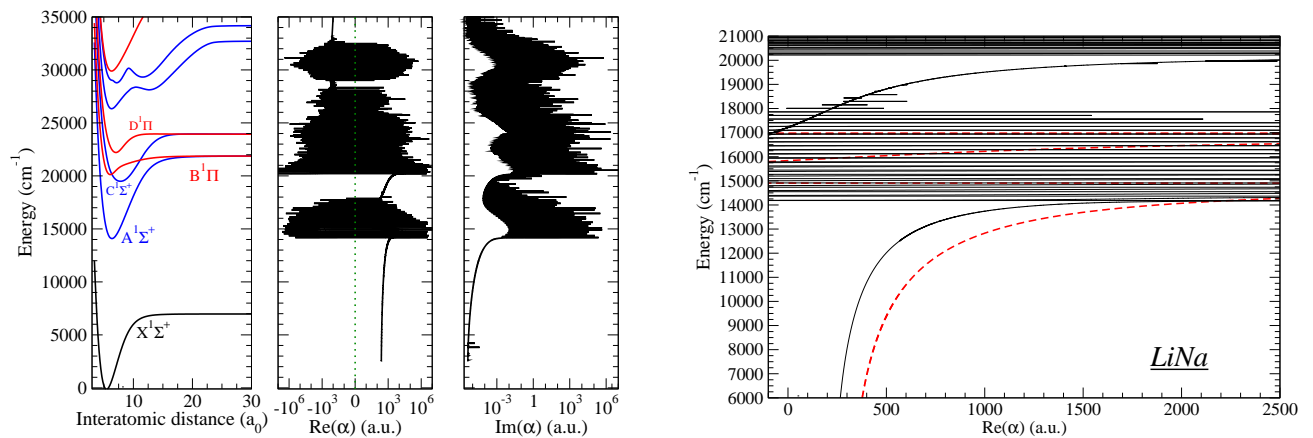 35000
30000
25000
20000
15000
10000
5000
0
Energy (cm⁻¹)
D¹Π
B¹Π
C¹Σ⁺
A¹Σ⁺
X¹Σ⁺
0 10 20 30
Interatomic distance (a₀)
-10⁶ -10³ 0 10³ 10⁶
Re(α) (a.u.)
10⁻³ 1 10³ 10⁶
Im(α) (a.u.)
21000
20000
19000
18000
17000
16000
15000
14000
13000
12000
11000
10000
9000
8000
7000
6000
Energy (cm⁻¹)
LiNa
0 500 1000 1500 2000 2500
Re(α) (a.u.)